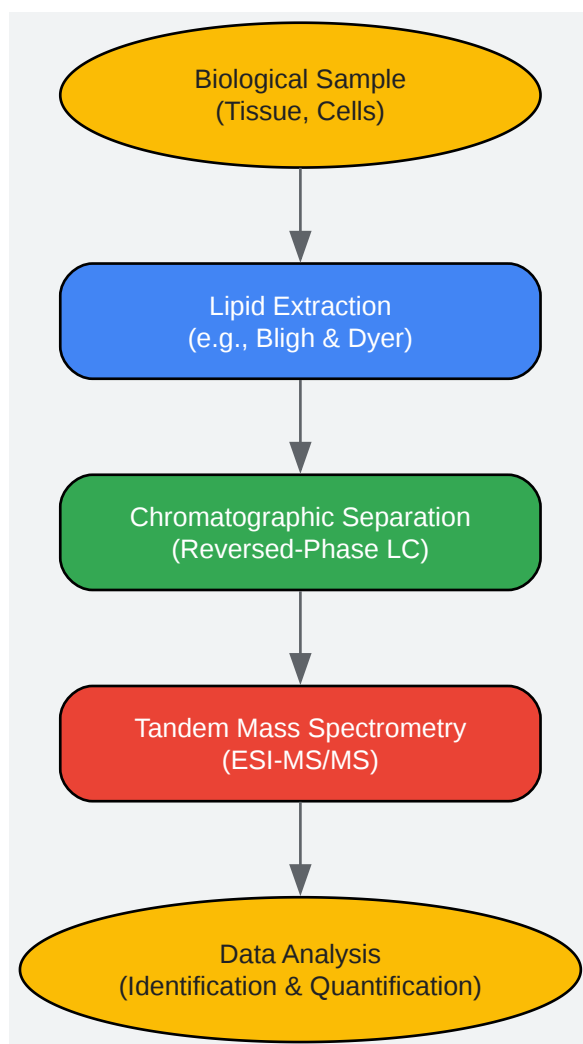 Biological Sample
(Tissue, Cells)
Lipid Extraction
(e.g., Bligh & Dyer)
Chromatographic Separation
(Reversed-Phase LC)
Tandem Mass Spectrometry
(ESI-MS/MS)
Data Analysis
(Identification & Quantification)